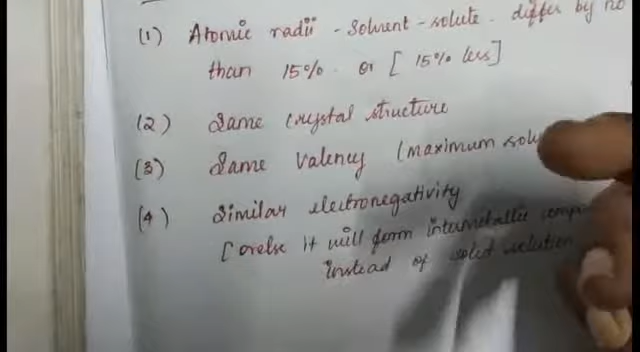 (1) Atomic radii - Solvent - solute. differ by no
than 15% or [15% less]
(2) Same crystal structure
(3) Same Valency (maximum
(4) Similar electronegativity
[orelse it will form intermetallic
instead of solid solution